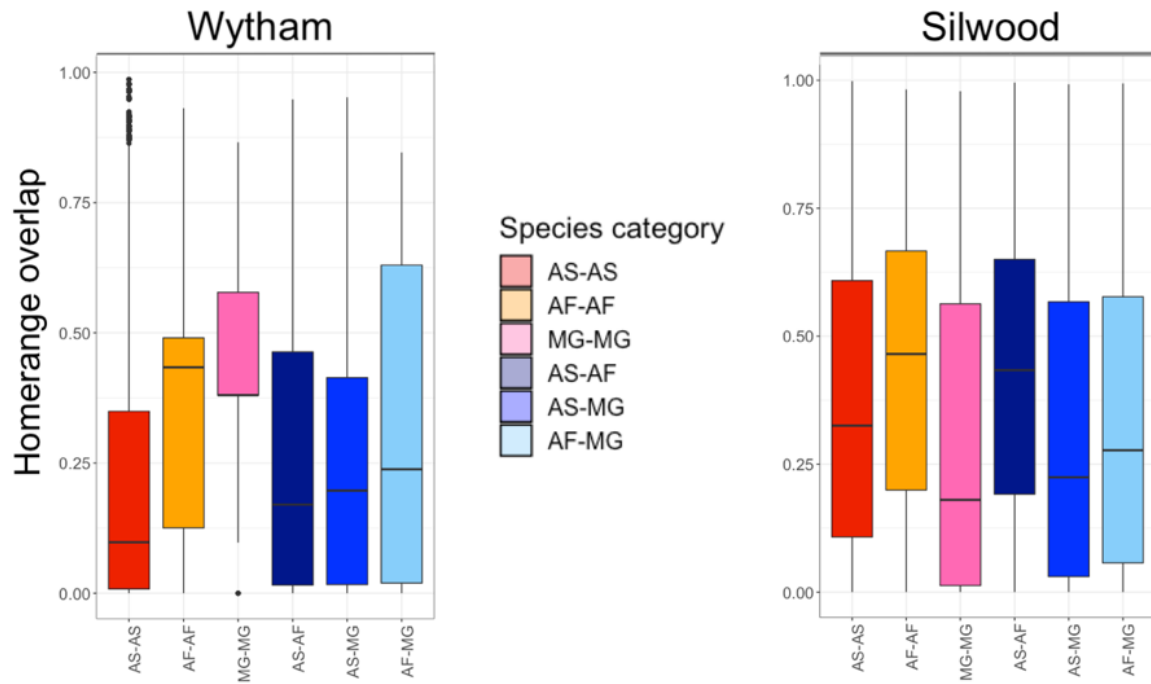 Wytham
Homerange overlap
1.00
0.75
0.50
0.25
0.00
AS-AS
AF-AF
MG-MG
AS-AF
AS-MG
AF-MG
Species category
AS-AS
AF-AF
MG-MG
AS-AF
AS-MG
AF-MG
Silwood
1.00
0.75
0.50
0.25
0.00
AS-AS
AF-AF
MG-MG
AS-AF
AS-MG
AF-MG